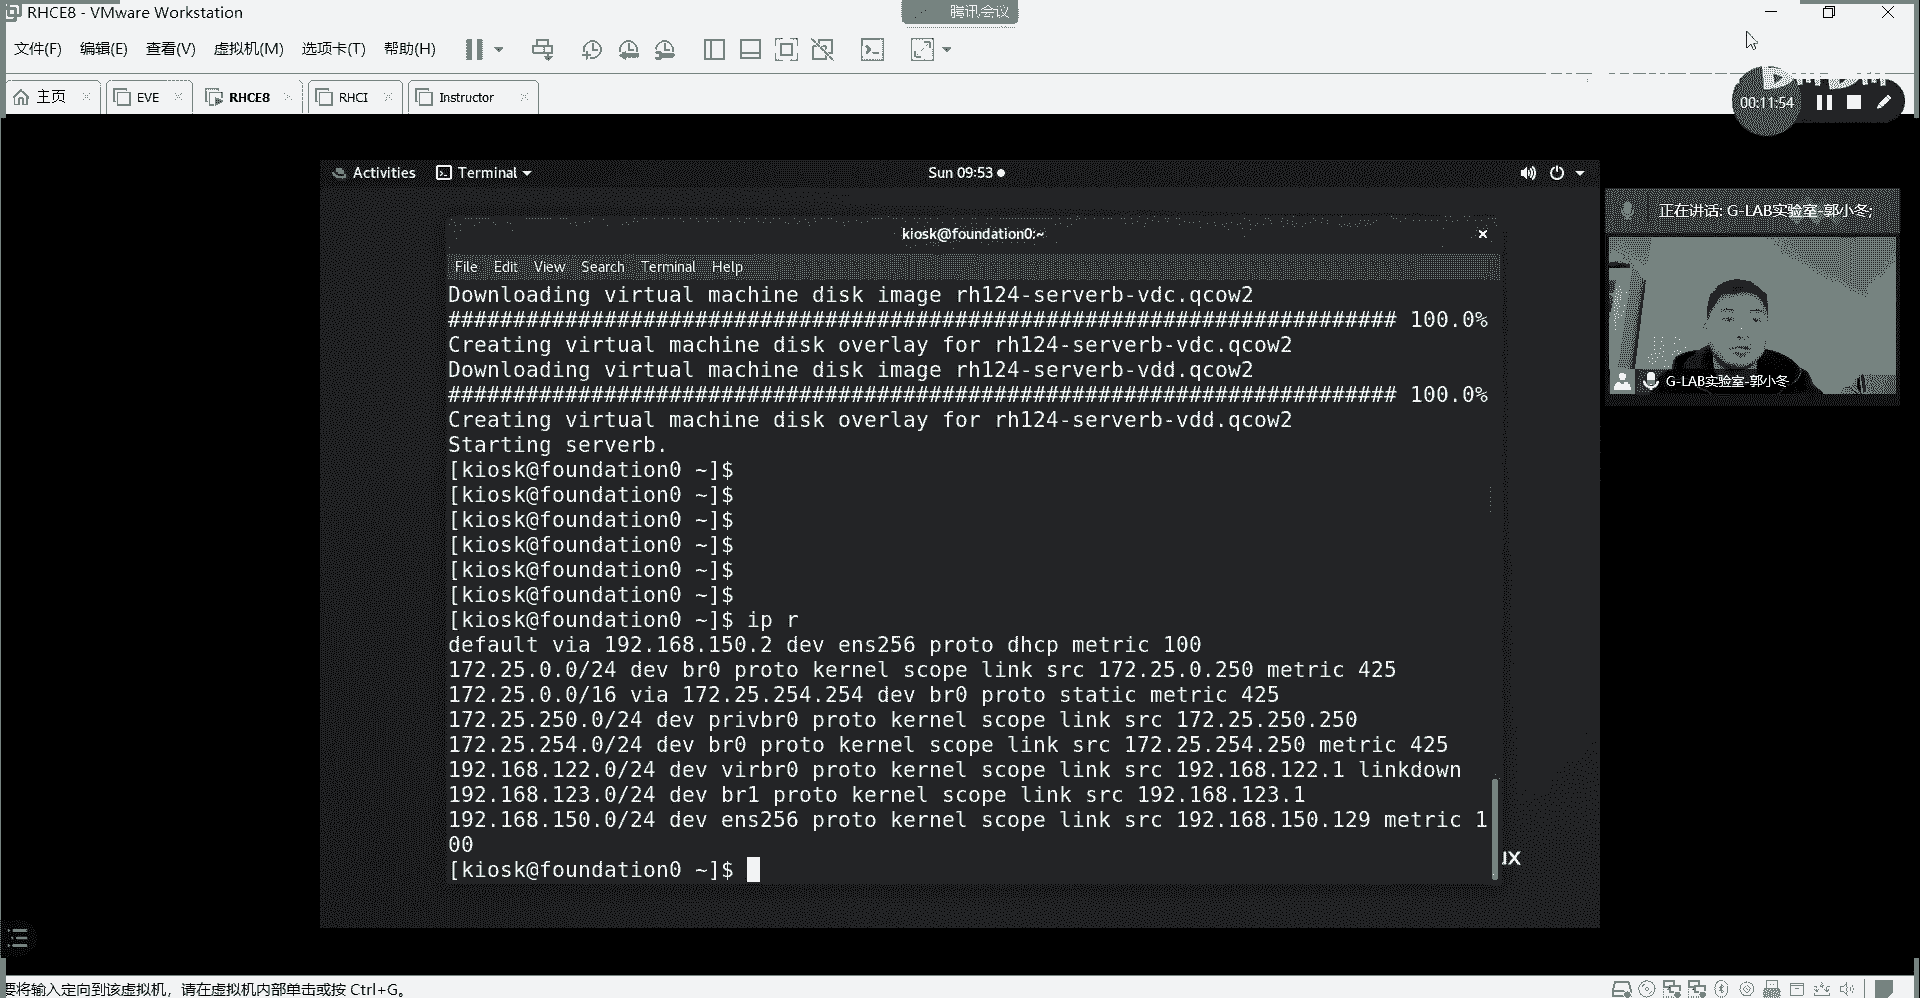 RHCE8 - VMware Workstation
腾讯会议
文件(F) 编辑(E) 查看(V) 虚拟机(M) 选项卡(T) 帮助(H)
主页 EVE RHCE8 RHCI Instructor
00:11:54
Activities Terminal Sun 09:53
正在讲话: G-LAB实验室-郭小冬;
kiosk@foundation0:~
File Edit View Search Terminal Help
Downloading virtual machine disk image rh124-serverb-vdc.qcow2
######################################################################### 100.0%
Creating virtual machine disk overlay for rh124-serverb-vdc.qcow2
Downloading virtual machine disk image rh124-serverb-vdd.qcow2
######################################################################### 100.0%
Creating virtual machine disk overlay for rh124-serverb-vdd.qcow2
Starting serverb.
[kiosk@foundation0 ~]$
[kiosk@foundation0 ~]$
[kiosk@foundation0 ~]$
[kiosk@foundation0 ~]$
[kiosk@foundation0 ~]$
[kiosk@foundation0 ~]$
[kiosk@foundation0 ~]$ ip r
default via 192.168.150.2 dev ens256 proto dhcp metric 100
172.25.0.0/24 dev br0 proto kernel scope link src 172.25.0.250 metric 425
172.25.0.0/16 via 172.25.254.254 dev br0 proto static metric 425
172.25.250.0/24 dev privbr0 proto kernel scope link src 172.25.250.250
172.25.254.0/24 dev br0 proto kernel scope link src 172.25.254.250 metric 425
192.168.122.0/24 dev virbr0 proto kernel scope link src 192.168.122.1 linkdown
192.168.123.0/24 dev br1 proto kernel scope link src 192.168.123.1
192.168.150.0/24 dev ens256 proto kernel scope link src 192.168.150.129 metric 1
00
[kiosk@foundation0 ~]$
G-LAB实验室-郭小冬
要将输入定向到该虚拟机，请在虚拟机内部单击或按 Ctrl+G。